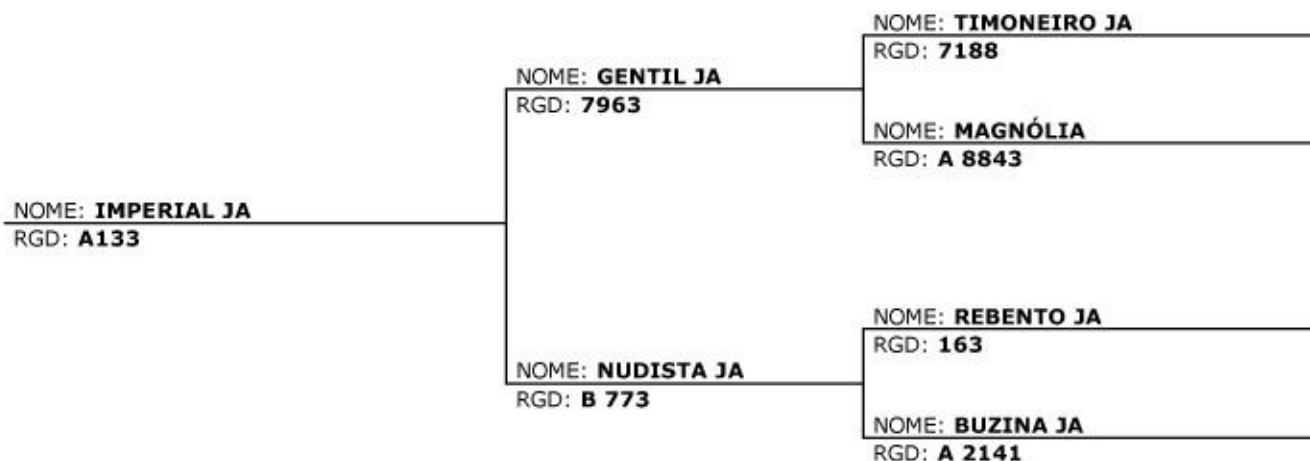 NOME: TIMONEIRO JA
RGD: 7188
NOME: GENTIL JA
RGD: 7963
NOME: MAGNÓLIA
RGD: A 8843
NOME: IMPERIAL JA
RGD: A133
NOME: REBENTO JA
RGD: 163
NOME: NUDISTA JA
RGD: B 773
NOME: BUZINA JA
RGD: A 2141